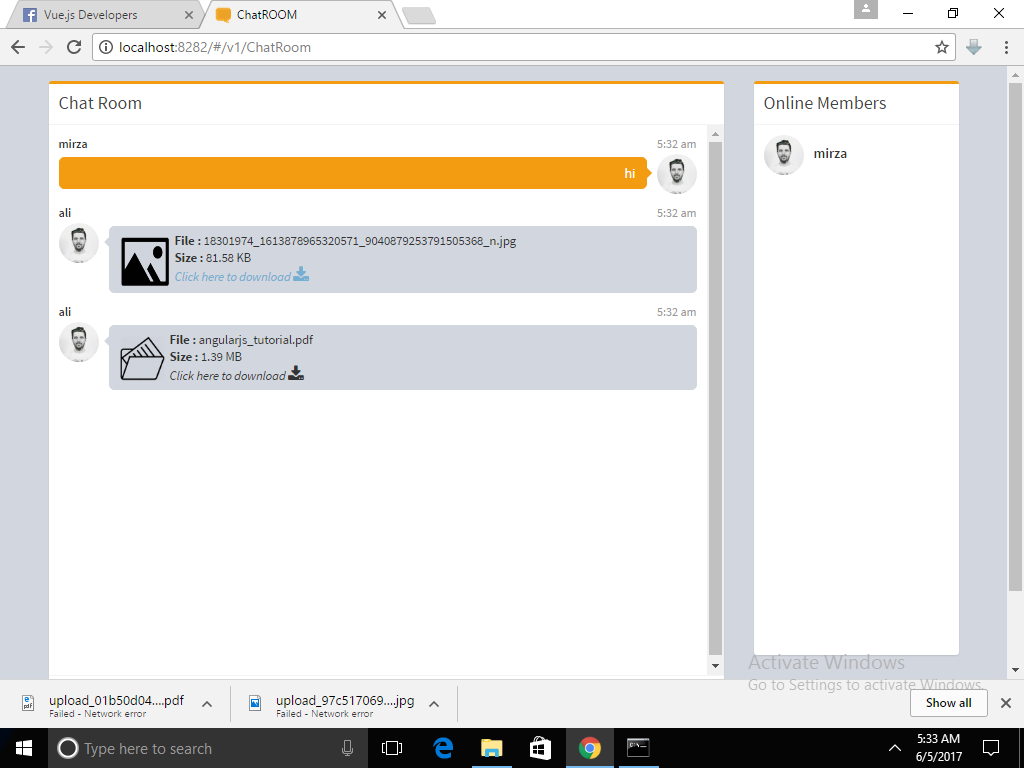 Vue.js Developers
ChatROOM
localhost:8282/#/v1/ChatRoom
Chat Room
mirza 5:32 am
hi
ali 5:32 am
File : 18301974_1613878965320571_9040879253791505368_n.jpg
Size : 81.58 KB
Click here to download
ali 5:32 am
File : angularjs_tutorial.pdf
Size : 1.39 MB
Click here to download
Online Members
mirza
Activate Windows
Go to Settings to activate Windows.
upload_01b50d04....pdf
Failed - Network error
upload_97c517069....jpg
Failed - Network error
Show all
Type here to search
5:33 AM
6/5/2017